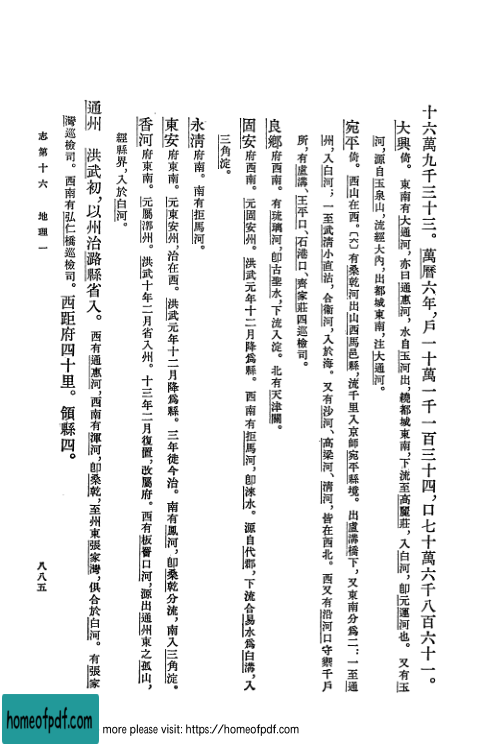 十六萬九千三十三。萬曆六年，戶一十萬一千一百三十四，口七十萬六千八百六十一。
大興倚。東南有大通河，亦曰通惠河，水自玉河出，繞都城東南，下流至高麗莊，入白河，卽元運河也。又有玉
河，源自玉泉山，流經大內，出都城東南，注大通河。
宛平倚。西山在西。〔六〕有桑乾河出山西馬邑縣，流千里入京師宛平縣境。出盧溝橋下，又東南分爲二：一至通
州，入白河；一至武清小直沽，合衞河，入於海。又有沙河、高梁河、清河，皆在西北。西又有沿河口守禦千戶
所，有盧溝、王平口、石港口、齊家莊四巡檢司。
良鄉府西南。有琉璃河，卽古聖水，下流入淀。北有天津關。
固安府西南。元固安州。洪武元年十二月降爲縣。西南有拒馬河，卽淶水。源自代郡，下流合易水爲白溝，入
三角淀。
永清府南。南有拒馬河。
東安府東南。元東安州，治在西。洪武元年十二月降爲縣。三年徙今治。南有鳳河，卽桑乾分流，南入三角淀。
香河府東南。元屬漷州。洪武十年二月省入州。十三年二月復置，改屬府。西有板罾口河，源出通州東之孤山，
經縣界，入於白河。
通州　洪武初，以州治潞縣省入。西有通惠河，西南有渾河，卽桑乾，至州東張家灣，俱合於白河。有張家
灣巡檢司。西南有弘仁橋巡檢司。西距府四十里。領縣四。
志第十六　地理一
八八五
homeofpdf.com
more please visit: https://homeofpdf.com